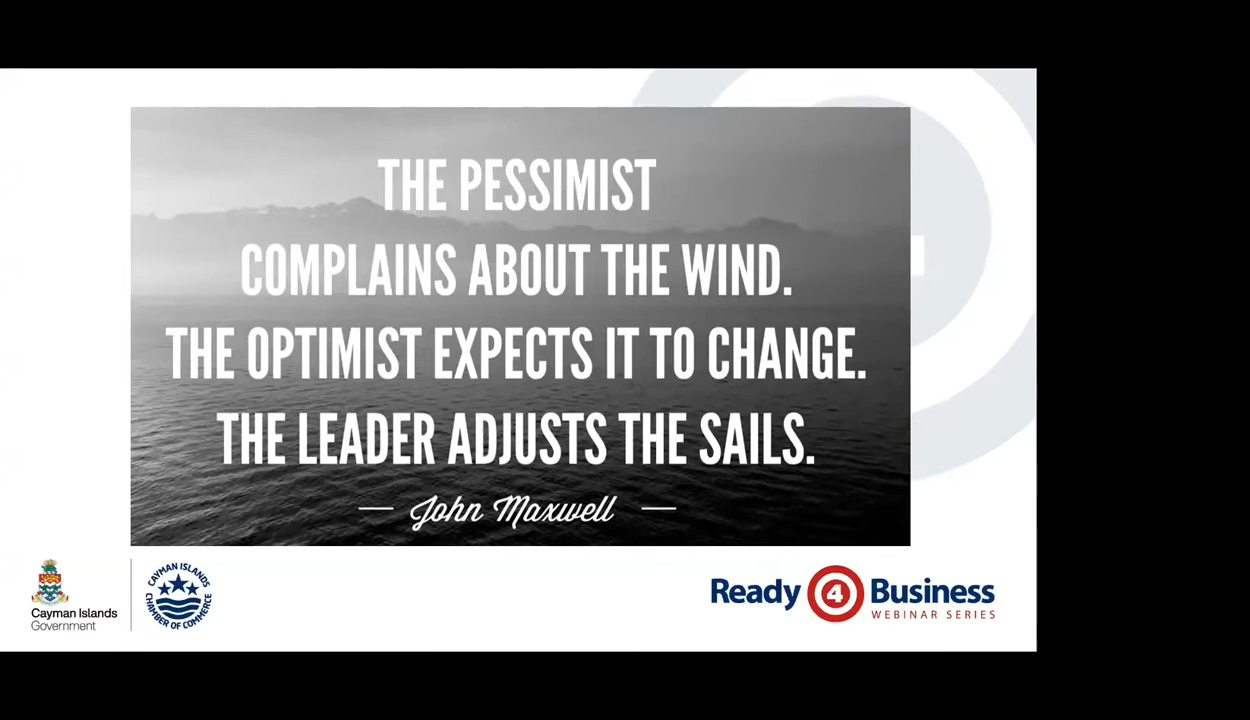 THE PESSIMIST
COMPLAINS ABOUT THE WIND.
THE OPTIMIST EXPECTS IT TO CHANGE.
THE LEADER ADJUSTS THE SAILS.
— John Maxwell —
Cayman Islands
Government
CAYMAN ISLANDS
CHAMBER OF COMMERCE
Ready 4 Business
WEBINAR SERIES